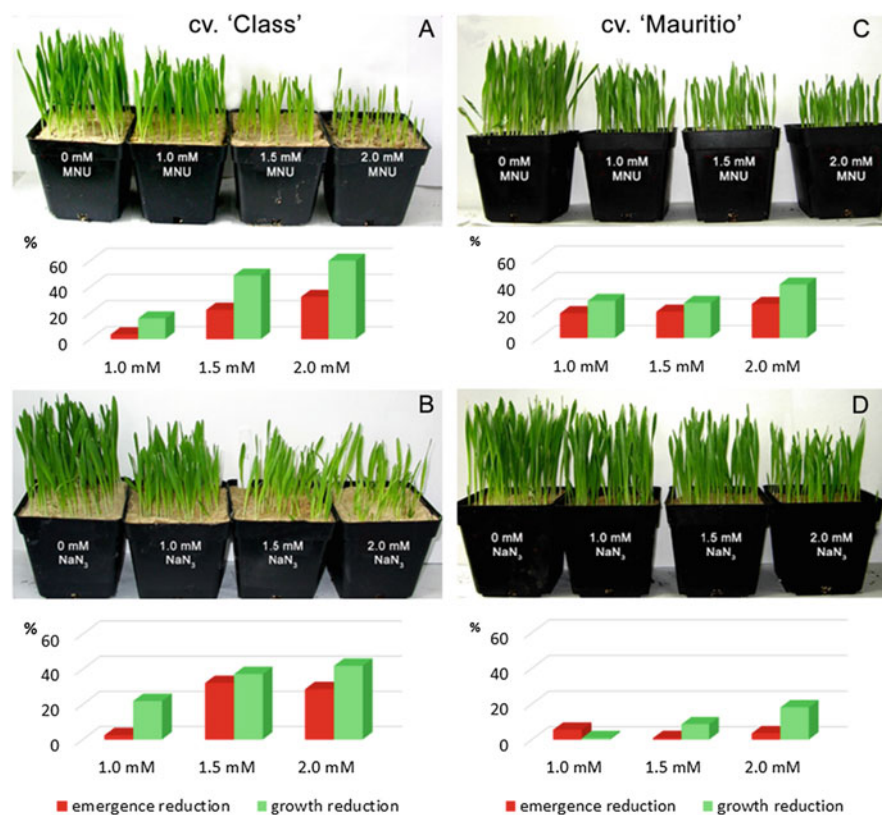 cv. 'Class'
A
0 mM
MNU
1.0 mM
MNU
1.5 mM
MNU
2.0 mM
MNU
%
60
40
20
0
1.0 mM 1.5 mM 2.0 mM
B
0 mM
NaN₃
1.0 mM
NaN₃
1.5 mM
NaN₃
2.0 mM
NaN₃
%
60
40
20
0
1.0 mM 1.5 mM 2.0 mM
emergence reduction growth reduction
cv. 'Mauritio'
C
0 mM
MNU
1.0 mM
MNU
1.5 mM
MNU
2.0 mM
MNU
%
60
40
20
0
1.0 mM 1.5 mM 2.0 mM
D
0 mM
NaN₃
1.0 mM
NaN₃
1.5 mM
NaN₃
2.0 mM
NaN₃
%
60
40
20
0
1.0 mM 1.5 mM 2.0 mM
emergence reduction growth reduction